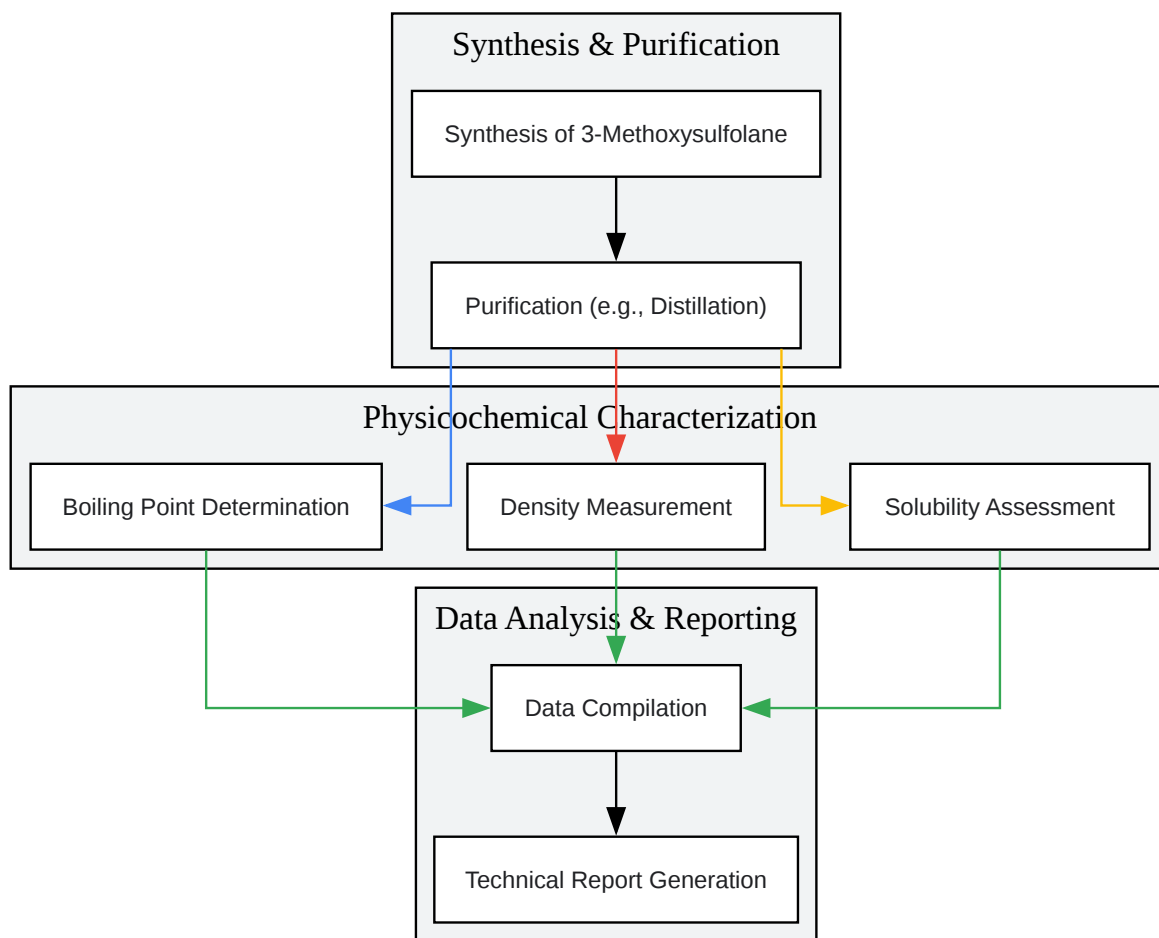 Synthesis & Purification
Synthesis of 3-Methoxysulfolane
Purification (e.g., Distillation)
Physicochemical Characterization
Boiling Point Determination
Density Measurement
Solubility Assessment
Data Analysis & Reporting
Data Compilation
Technical Report Generation